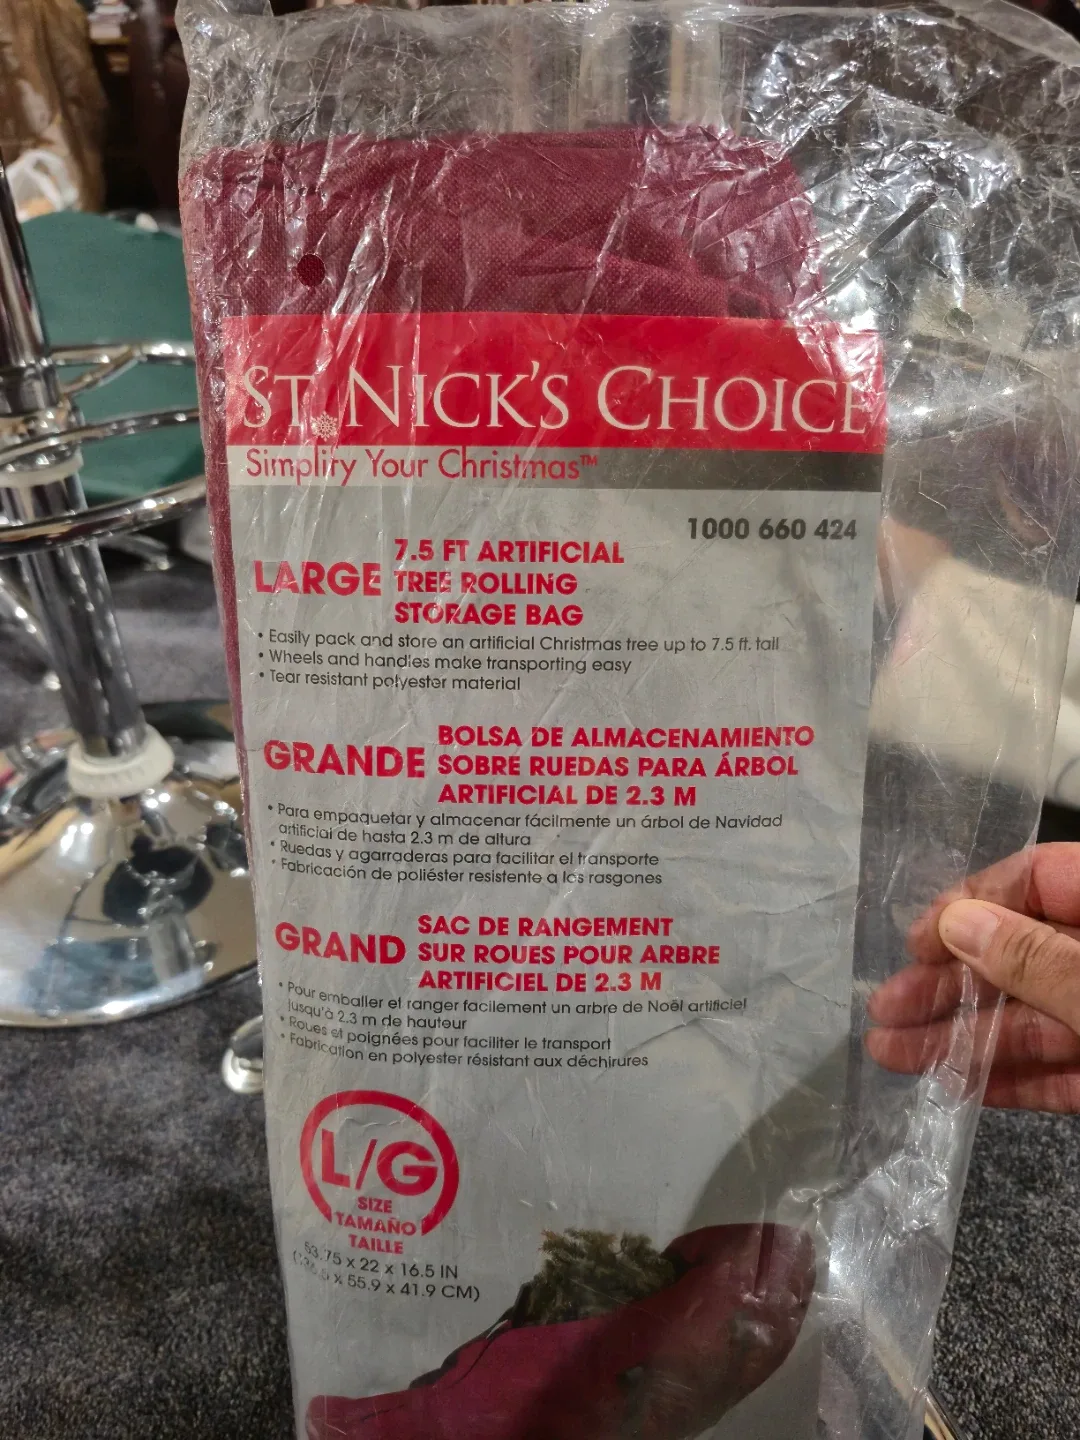 ST. NICK'S CHOICE
Simplify Your Christmas™
1000 660 424
LARGE
7.5 FT ARTIFICIAL
TREE ROLLING
STORAGE BAG
• Easily pack and store an artificial Christmas tree up to 7.5 ft. tall
• Wheels and handles make transporting easy
• Tear resistant polyester material
GRANDE
BOLSA DE ALMACENAMIENTO
SOBRE RUEDAS PARA ÁRBOL
ARTIFICIAL DE 2.3 M
• Para empaquetar y almacenar fácilmente un árbol de Navidad
artificial de hasta 2.3 m de altura
• Ruedas y agarraderas para facilitar el transporte
• Fabricación de poliéster resistente a los rasgones
GRAND
SAC DE RANGEMENT
SUR ROUES POUR ARBRE
ARTIFICIEL DE 2.3 M
• Pour emballer et ranger facilement un arbre de Noël artificiel
jusqu'à 2.3 m de hauteur
• Roues et poignées pour faciliter le transport
• Fabrication en polyester résistant aux déchirures
L/G
SIZE
TAMAÑO
TAILLE
53.75 x 22 x 16.5 IN
x 55.9 x 41.9 CM)